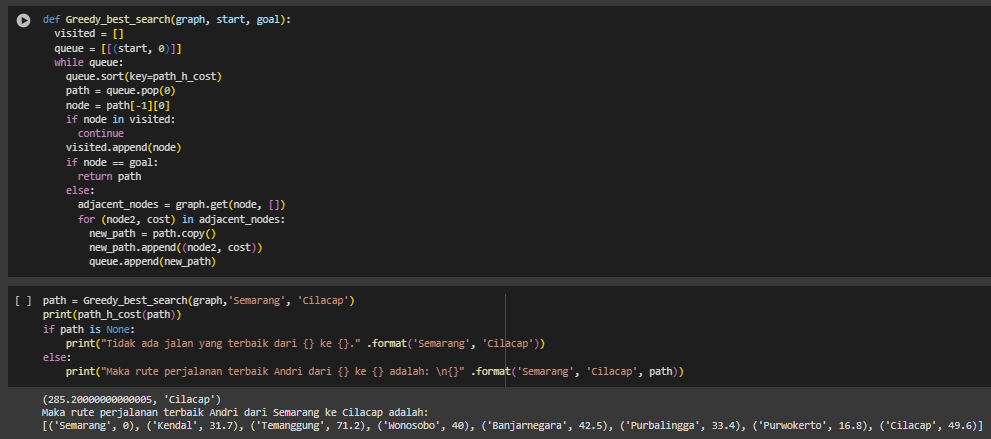 def Greedy_best_search(graph, start, goal):
  visited = []
  queue = [[(start, 0)]]
  while queue:
    queue.sort(key=path_h_cost)
    path = queue.pop(0)
    node = path[-1][0]
    if node in visited:
      continue
    visited.append(node)
    if node == goal:
      return path
    else:
      adjacent_nodes = graph.get(node, [])
      for (node2, cost) in adjacent_nodes:
        new_path = path.copy()
        new_path.append((node2, cost))
        queue.append(new_path)
[ ] path = Greedy_best_search(graph,'Semarang', 'Cilacap')
print(path_h_cost(path))
if path is None:
    print("Tidak ada jalan yang terbaik dari {} ke {}." .format('Semarang', 'Cilacap'))
else:
    print("Maka rute perjalanan terbaik Andri dari {} ke {} adalah: \n{}" .format('Semarang', 'Cilacap', path))
(285.20000000000005, 'Cilacap')
Maka rute perjalanan terbaik Andri dari Semarang ke Cilacap adalah:
[('Semarang', 0), ('Kendal', 31.7), ('Temanggung', 71.2), ('Wonosobo', 40), ('Banjarnegara', 42.5), ('Purbalingga', 33.4), ('Purwokerto', 16.8), ('Cilacap', 49.6)]